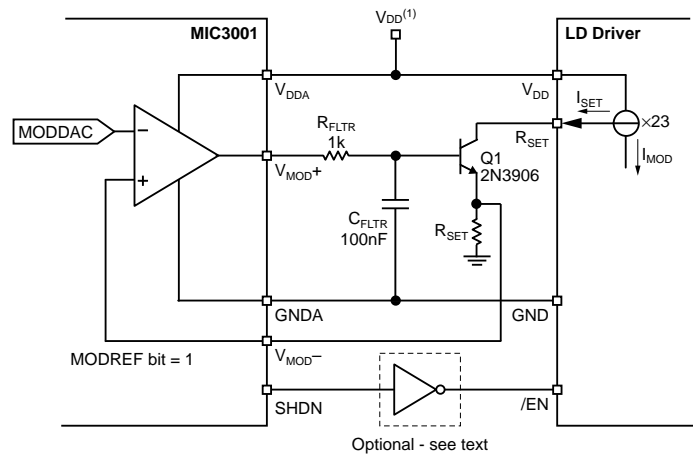 VDD(1)
MIC3001
LD Driver
VDDA
VDD
MODDAC
−
+
RFLTR
1k
VMOD+
Q1
2N3906
ISET
×23
RSET
IMOD
CFLTR
100nF
RSET
GNDA
GND
VMOD−
MODREF bit = 1
SHDN
/EN
Optional - see text